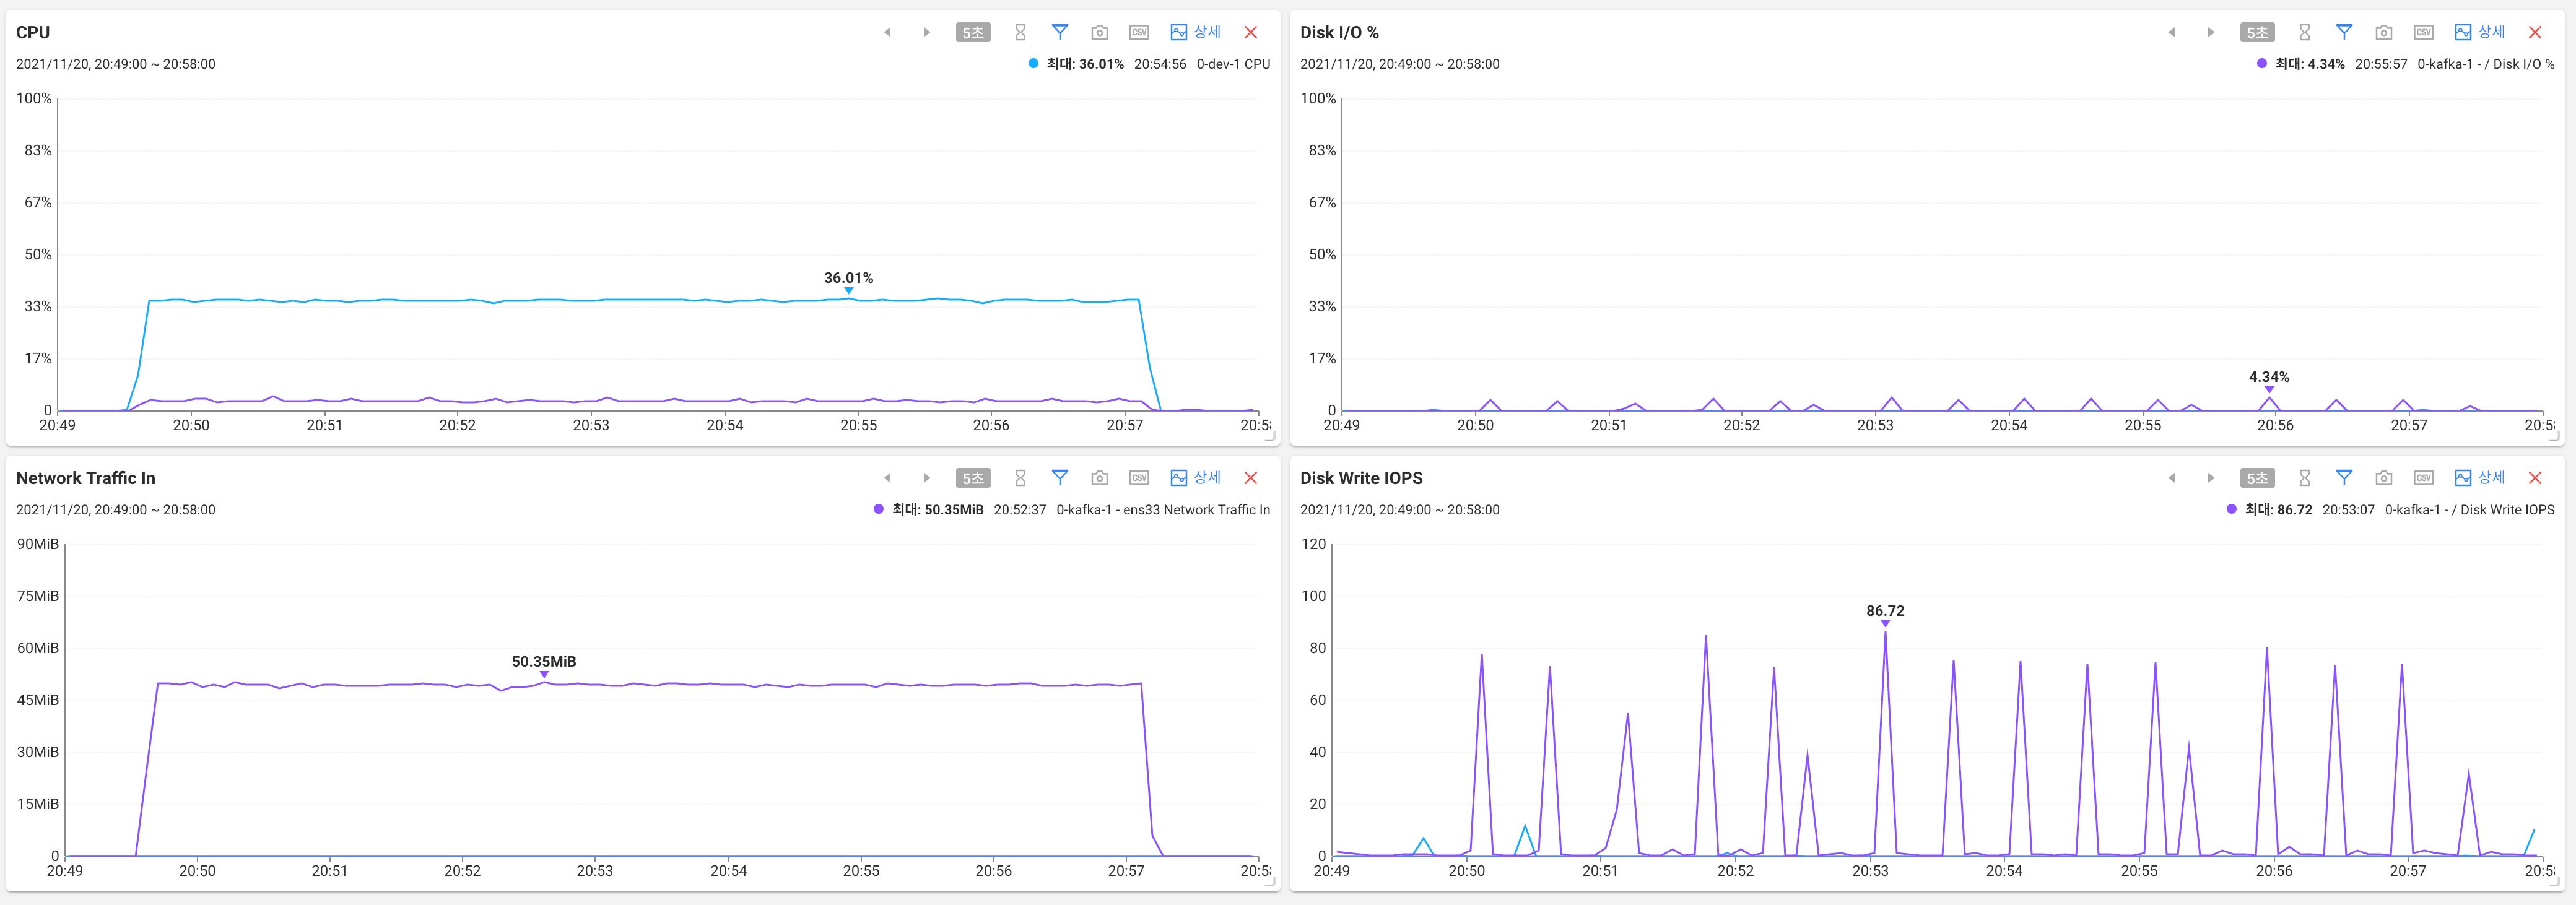 CPU
5초 CSV 상세
2021/11/20, 20:49:00 ~ 20:58:00
최대: 36.01% 20:54:56 0-dev-1 CPU
100%
83%
67%
50%
33%
17%
0
36.01%
20:49 20:50 20:51 20:52 20:53 20:54 20:55 20:56 20:57
Disk I/O %
5초 CSV 상세
2021/11/20, 20:49:00 ~ 20:58:00
최대: 4.34% 20:55:57 0-kafka-1 - / Disk I/O %
100%
83%
67%
50%
33%
17%
0
4.34%
20:49 20:50 20:51 20:52 20:53 20:54 20:55 20:56 20:57
Network Traffic In
5초 CSV 상세
2021/11/20, 20:49:00 ~ 20:58:00
최대: 50.35MiB 20:52:37 0-kafka-1 - ens33 Network Traffic In
90MiB
75MiB
60MiB
45MiB
30MiB
15MiB
0
50.35MiB
20:49 20:50 20:51 20:52 20:53 20:54 20:55 20:56 20:57
Disk Write IOPS
5초 CSV 상세
2021/11/20, 20:49:00 ~ 20:58:00
최대: 86.72 20:53:07 0-kafka-1 - / Disk Write IOPS
120
100
80
60
40
20
0
86.72
20:49 20:50 20:51 20:52 20:53 20:54 20:55 20:56 20:57